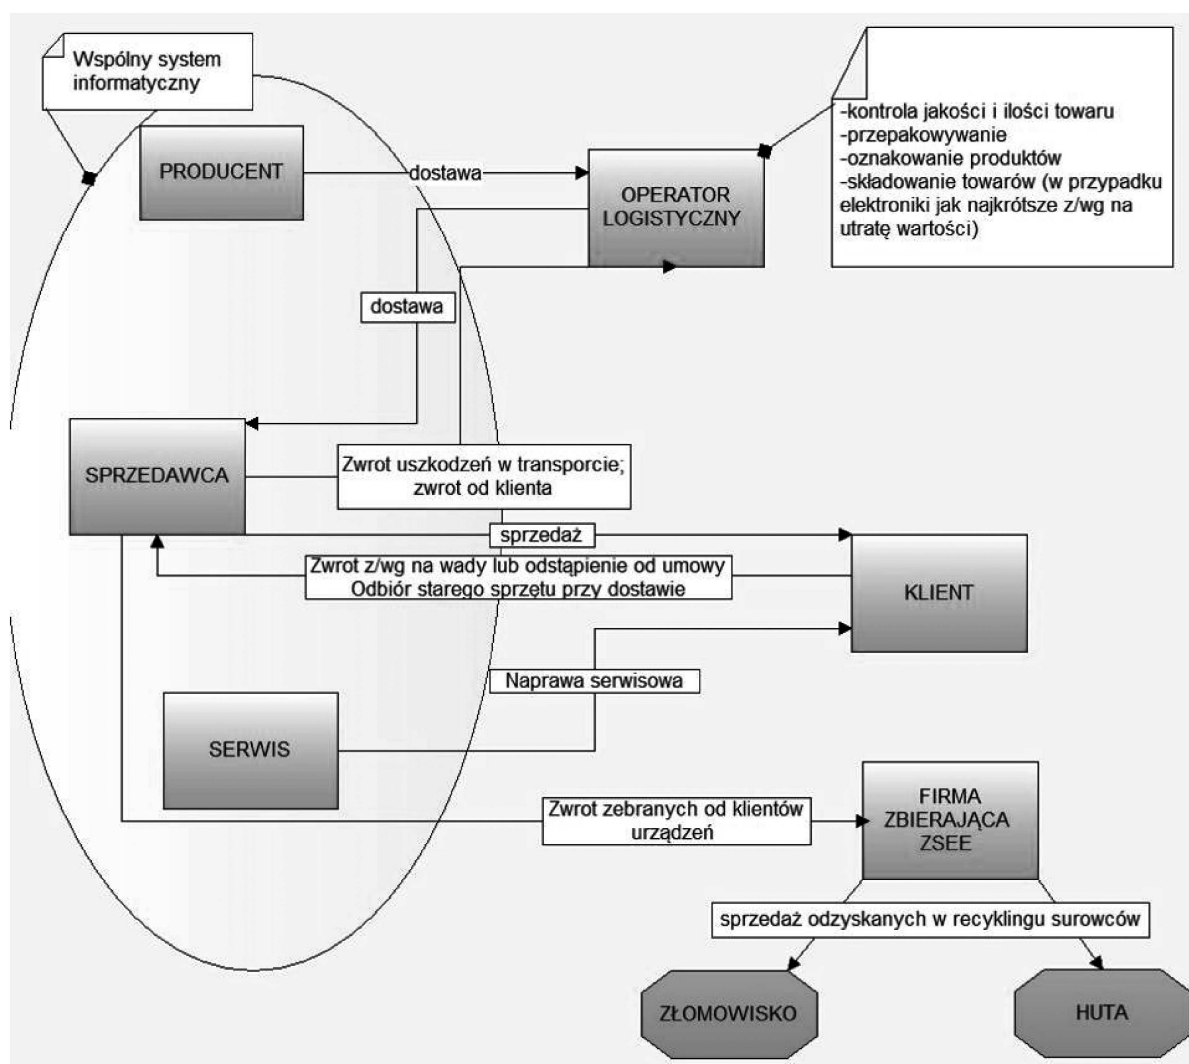 Wspólny system
informatyczny
PRODUCENT
dostawa
OPERATOR
LOGISTYCZNY
-kontrola jakości i ilości towaru
-przepakowywanie
-oznakowanie produktów
-składowanie towarów (w przypadku
elektroniki jak najkrótsze z/wg na
utratę wartości)
dostawa
SPRZEDAWCA
Zwrot uszkodzeń w transporcie;
zwrot od klienta
sprzedaż
Zwrot z/wg na wady lub odstąpienie od umowy
Odbiór starego sprzętu przy dostawie
KLIENT
Naprawa serwisowa
SERWIS
Zwrot zebranych od klientów
urządzeń
FIRMA
ZBIERAJĄCA
ZSEE
sprzedaż odzyskanych w recyklingu surowców
ZŁOMOWISKO
HUTA